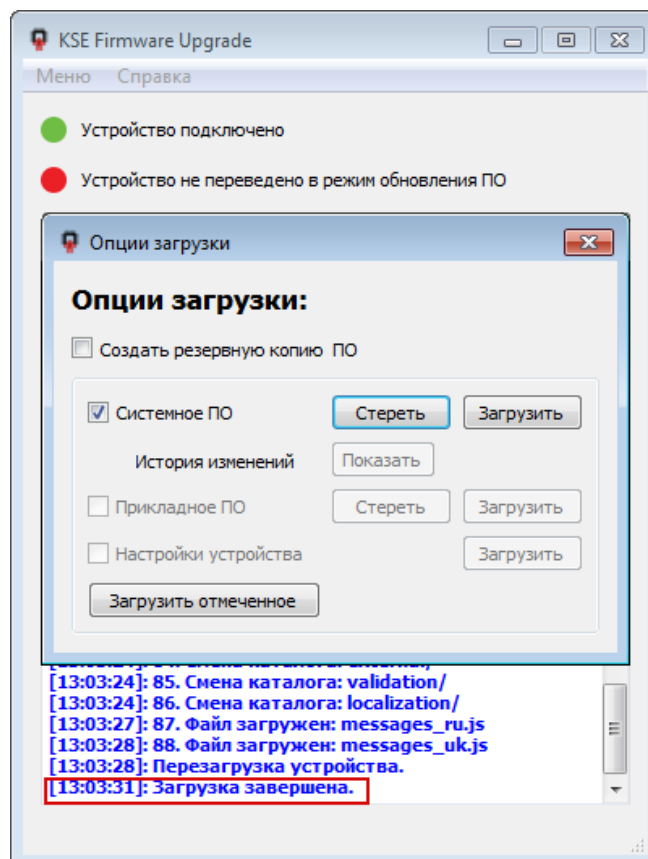 KSE Firmware Upgrade
Меню Справка
Устройство подключено
Устройство не переведено в режим обновления ПО
Опции загрузки
Опции загрузки:
Создать резервную копию ПО
Системное ПО Стереть Загрузить
История изменений Показать
Прикладное ПО Стереть Загрузить
Настройки устройства Загрузить
Загрузить отмеченное
[13:03:24]: 85. Смена каталога: validation/
[13:03:24]: 86. Смена каталога: localization/
[13:03:27]: 87. Файл загружен: messages_ru.js
[13:03:28]: 88. Файл загружен: messages_uk.js
[13:03:28]: Перезагрузка устройства.
[13:03:31]: Загрузка завершена.